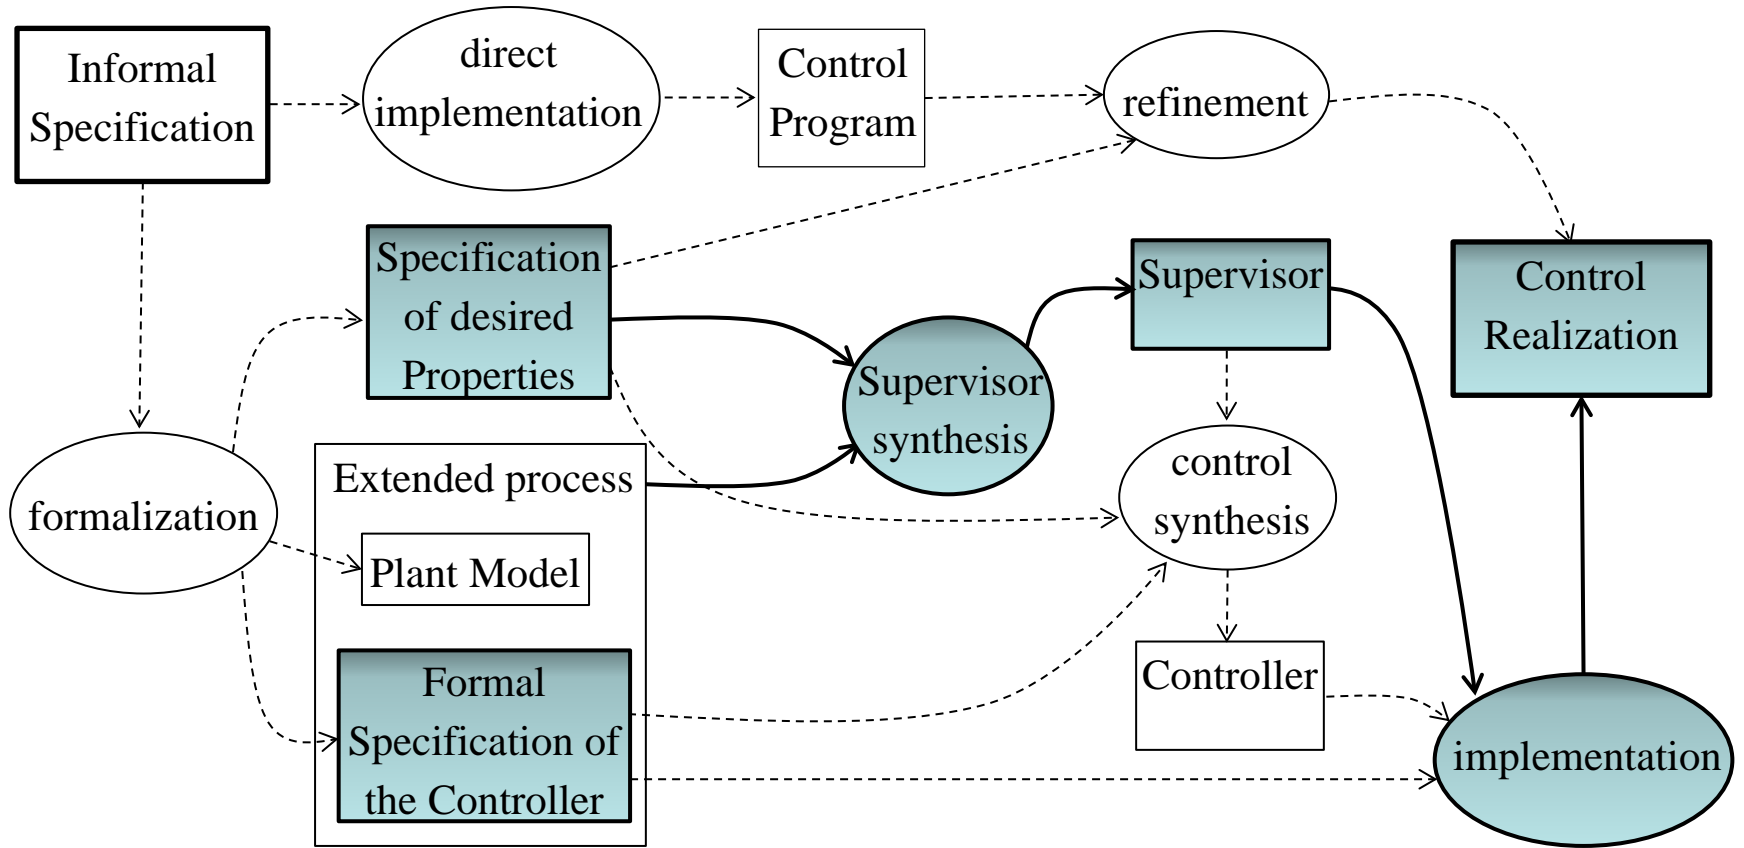 Informal
Specification
direct
implementation
Control
Program
refinement
Specification
of desired
Properties
Supervisor
synthesis
Supervisor
Control
Realization
formalization
Extended process
Plant Model
Formal
Specification of
the Controller
control
synthesis
Controller
implementation